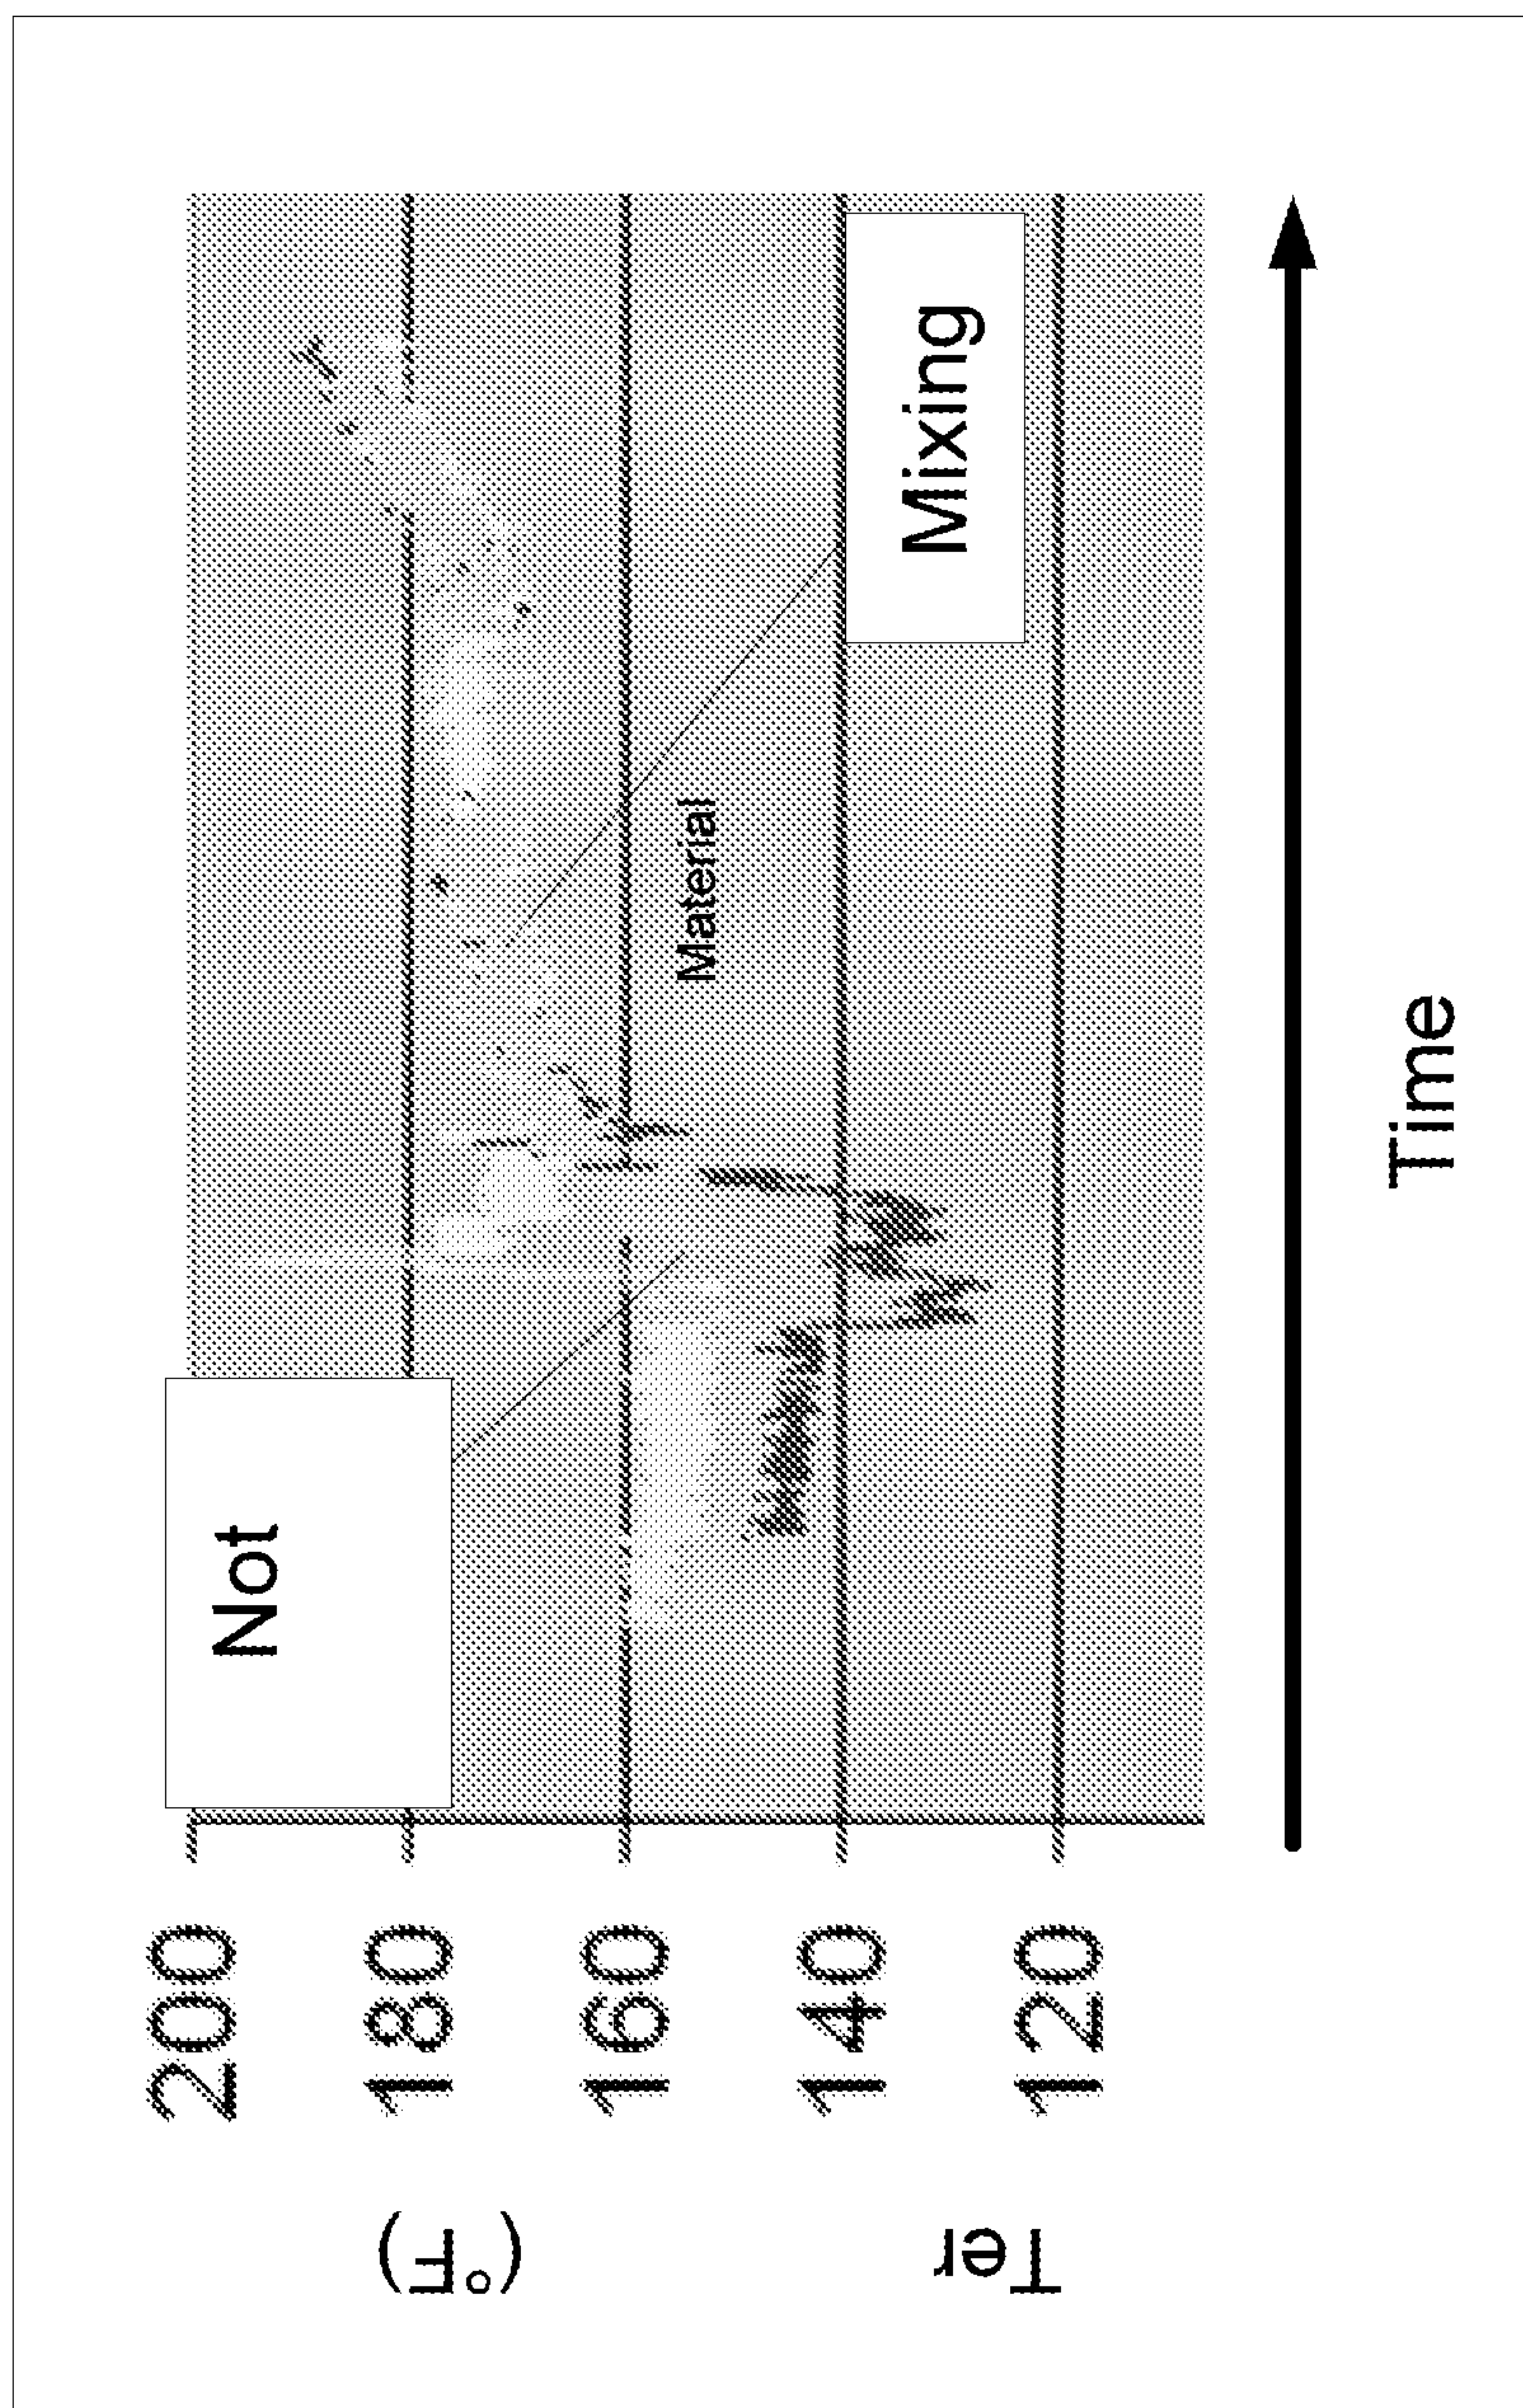 Not
Material
Mixing
200
180
160
140
120
(°F)
Ter
Time